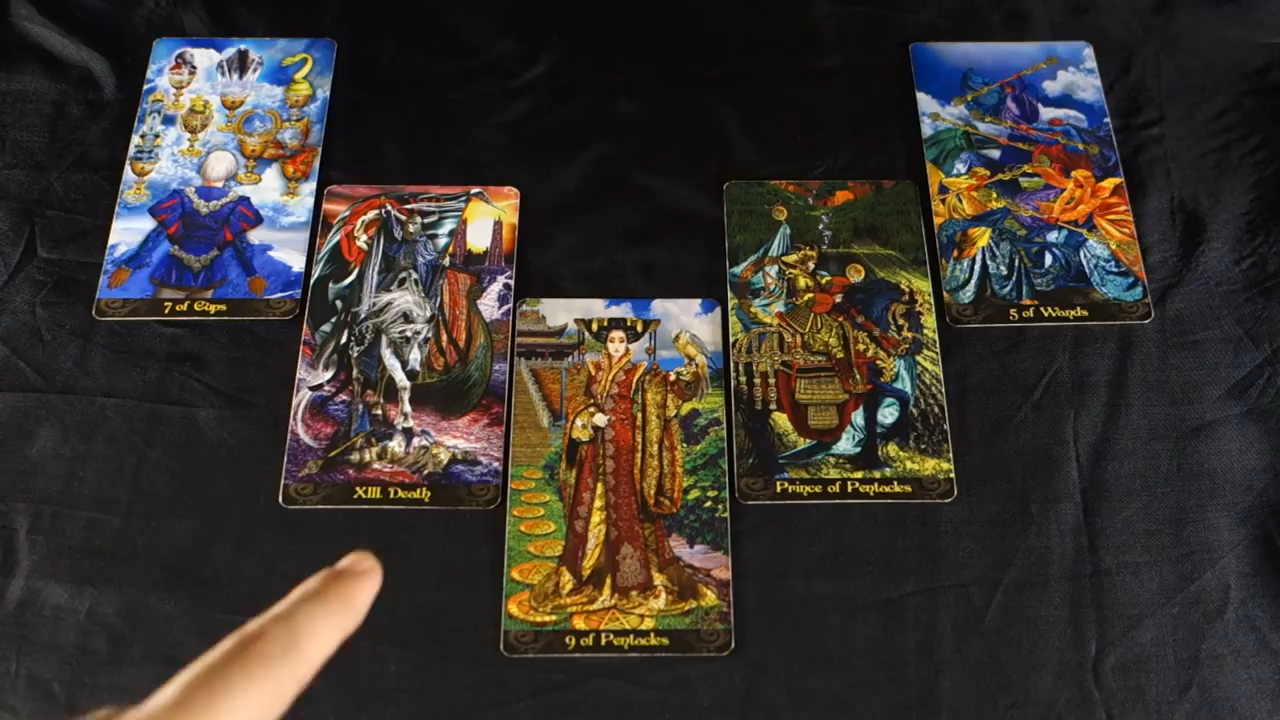 7 of Cups
XIII. Death
9 of Pentacles
Prince of Pentacles
5 of Wands